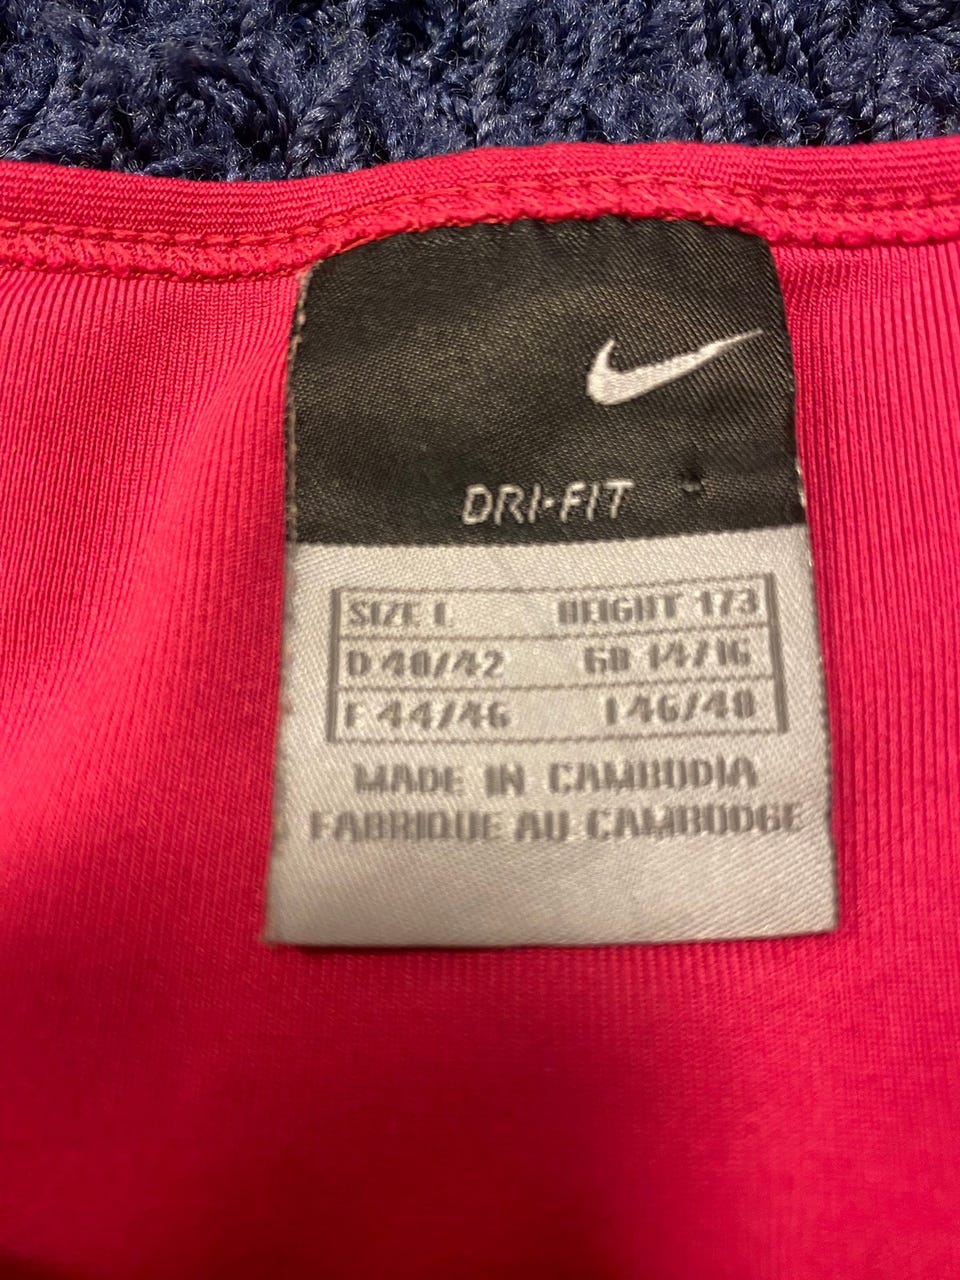 DRI-FIT
SIZE L HEIGHT 173
D 40/42 GB 14/16
F 44/46 I 46/48
MADE IN CAMBODIA
FABRIQUE AU CAMBODGE